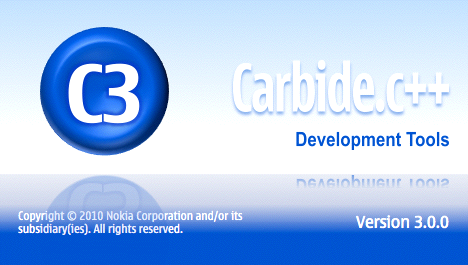 C3
Carbide.c++
Development Tools
Copyright © 2010 Nokia Corporation and/or its
subsidiary(ies). All rights reserved.
Version 3.0.0